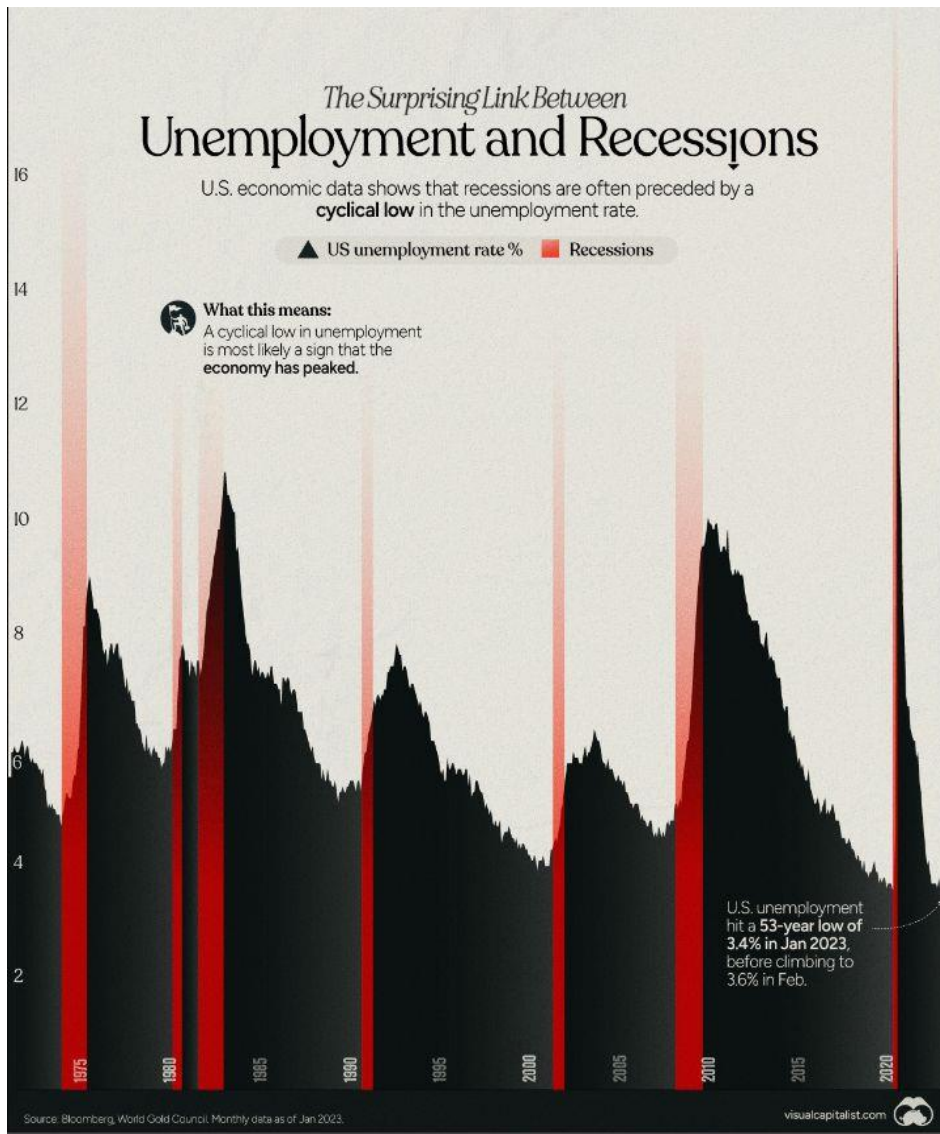 The Surprising Link Between
Unemployment and Recessions
U.S. economic data shows that recessions are often preceded by a
cyclical low in the unemployment rate.
US unemployment rate % Recessions
What this means:
A cyclical low in unemployment
is most likely a sign that the
economy has peaked.
16
14
12
10
8
6
4
2
U.S. unemployment
hit a 53-year low of
3.4% in Jan 2023,
before climbing to
3.6% in Feb.
1975 1980 1985 1990 1995 2000 2005 2010 2015 2020
Source: Bloomberg, World Gold Council. Monthly data as of Jan 2023.
visualcapitalist.com